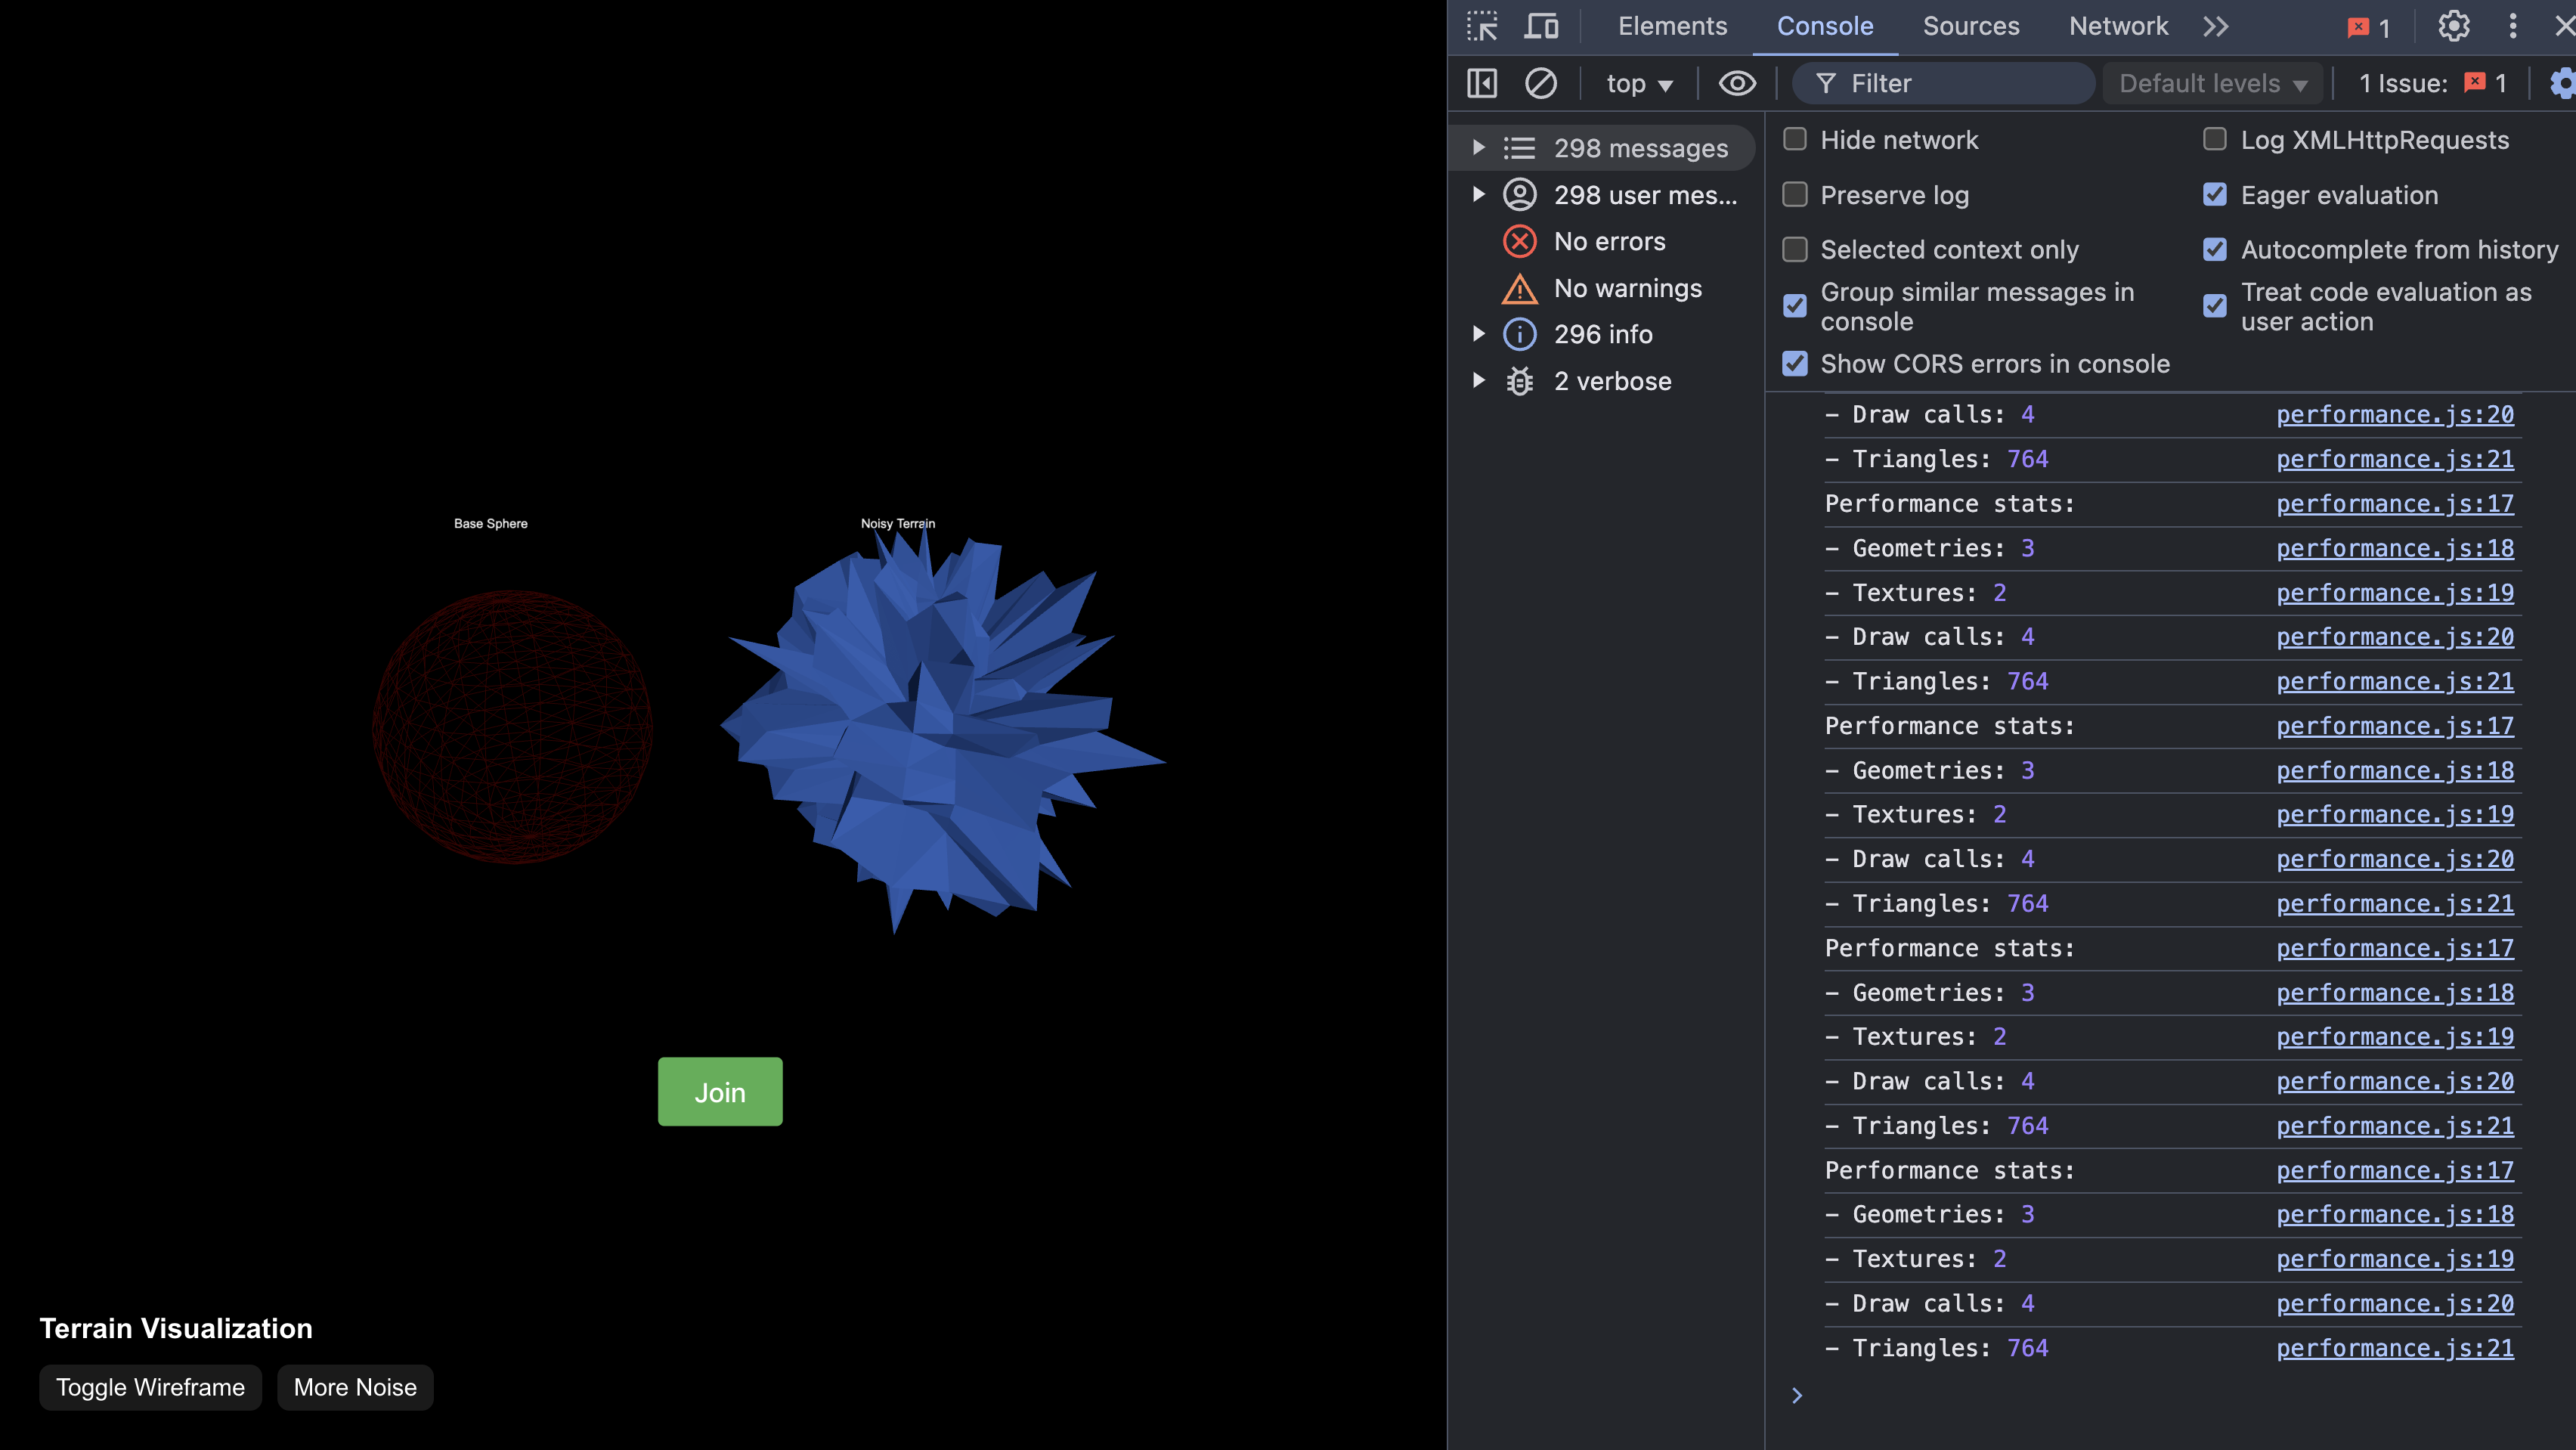 Base Sphere
Noisy Terrain
Join
Terrain Visualization
Toggle Wireframe
More Noise
Elements
Console
Sources
Network
1
top
Filter
Default levels
1 Issue: 1
298 messages
298 user mes...
No errors
No warnings
296 info
2 verbose
Hide network
Log XMLHttpRequests
Preserve log
Eager evaluation
Selected context only
Autocomplete from history
Group similar messages in
console
Treat code evaluation as
user action
Show CORS errors in console
– Draw calls: 4 performance.js:20
– Triangles: 764 performance.js:21
Performance stats: performance.js:17
– Geometries: 3 performance.js:18
– Textures: 2 performance.js:19
– Draw calls: 4 performance.js:20
– Triangles: 764 performance.js:21
Performance stats: performance.js:17
– Geometries: 3 performance.js:18
– Textures: 2 performance.js:19
– Draw calls: 4 performance.js:20
– Triangles: 764 performance.js:21
Performance stats: performance.js:17
– Geometries: 3 performance.js:18
– Textures: 2 performance.js:19
– Draw calls: 4 performance.js:20
– Triangles: 764 performance.js:21
Performance stats: performance.js:17
– Geometries: 3 performance.js:18
– Textures: 2 performance.js:19
– Draw calls: 4 performance.js:20
– Triangles: 764 performance.js:21